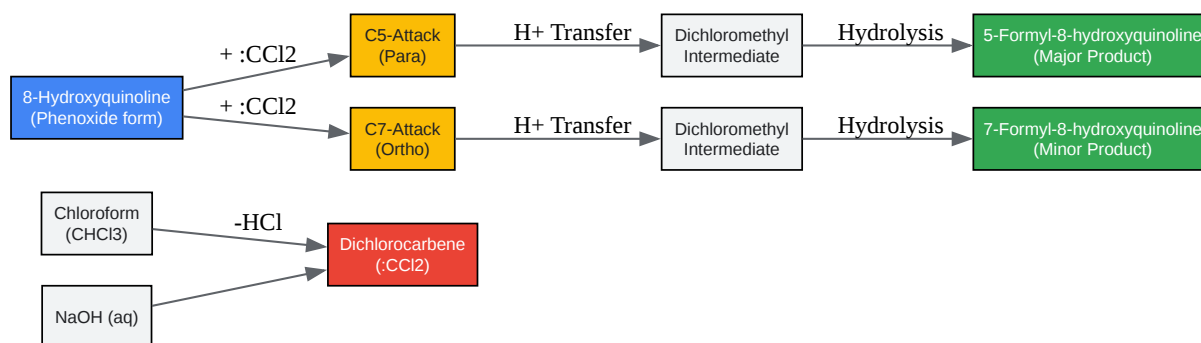 8-Hydroxyquinoline
(Phenoxide form)
+ :CCl2
+ :CCl2
C5-Attack
(Para)
H+ Transfer
Dichloromethyl
Intermediate
Hydrolysis
5-Formyl-8-hydroxyquinoline
(Major Product)
C7-Attack
(Ortho)
H+ Transfer
Dichloromethyl
Intermediate
Hydrolysis
7-Formyl-8-hydroxyquinoline
(Minor Product)
Chloroform
(CHCl3)
-HCl
Dichlorocarbene
(:CCl2)
NaOH (aq)